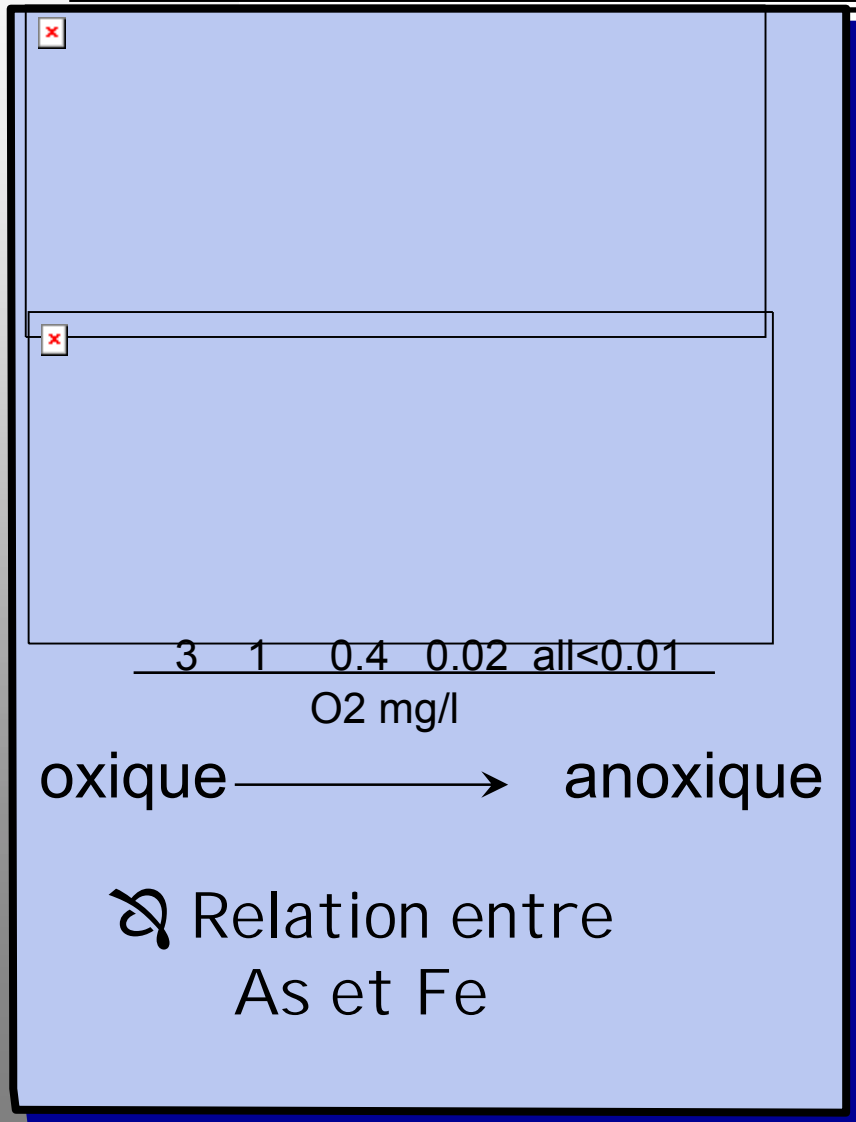 3 1 0.4 0.02 all<0.01
O2 mg/l
oxique → anoxique
Relation entre
As et Fe